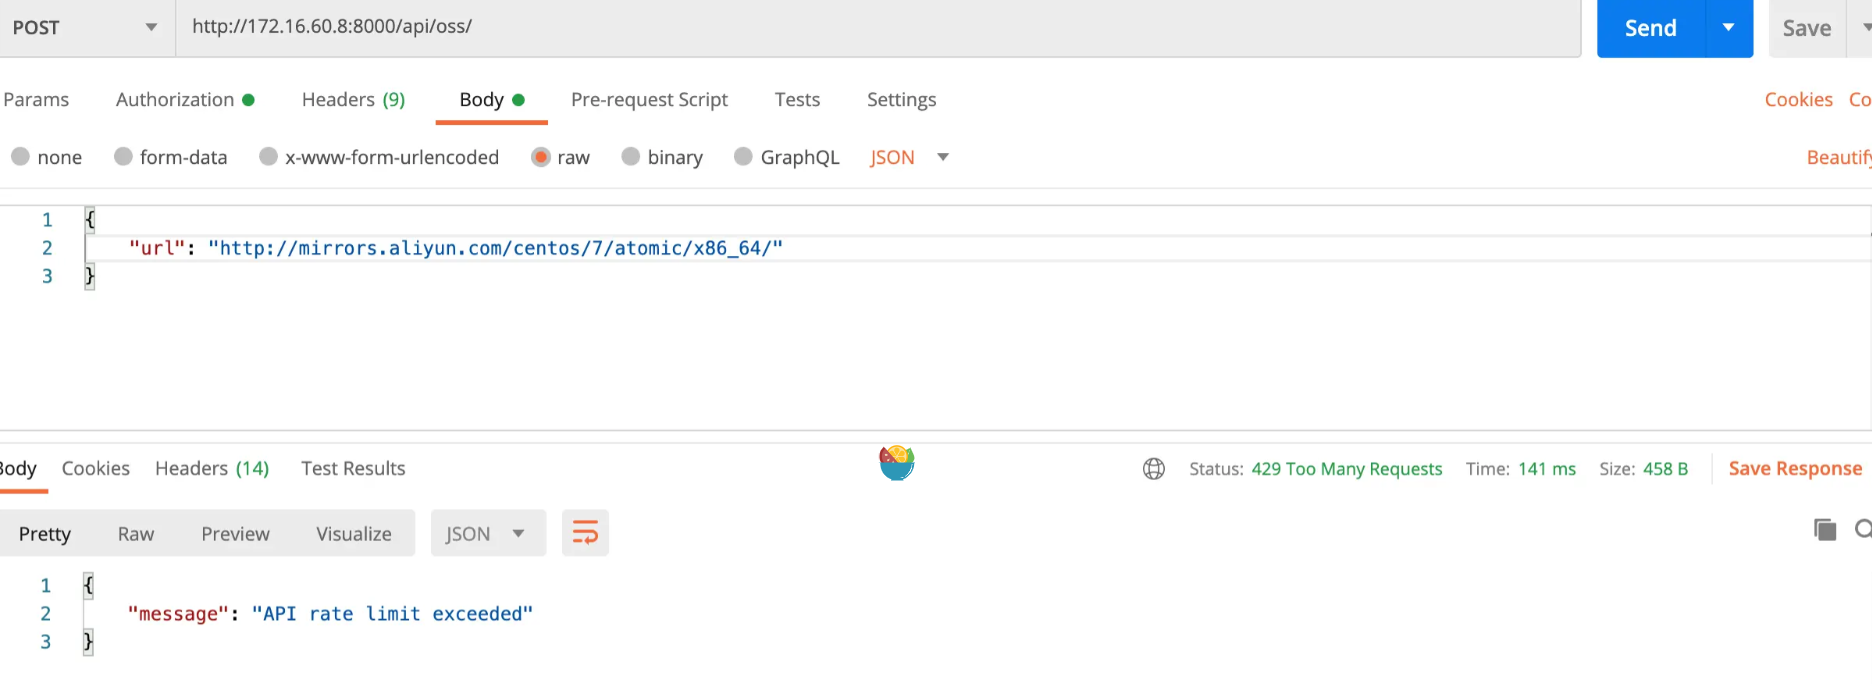 POST http://172.16.60.8:8000/api/oss/ Send Save
Params Authorization Headers (9) Body Pre-request Script Tests Settings Cookies Co
none form-data x-www-form-urlencoded raw binary GraphQL JSON Beautify
1 {
2 "url": "http://mirrors.aliyun.com/centos/7/atomic/x86_64/"
3 }
Body Cookies Headers (14) Test Results Status: 429 Too Many Requests Time: 141 ms Size: 458 B Save Response
Pretty Raw Preview Visualize JSON
1 {
2 "message": "API rate limit exceeded"
3 }